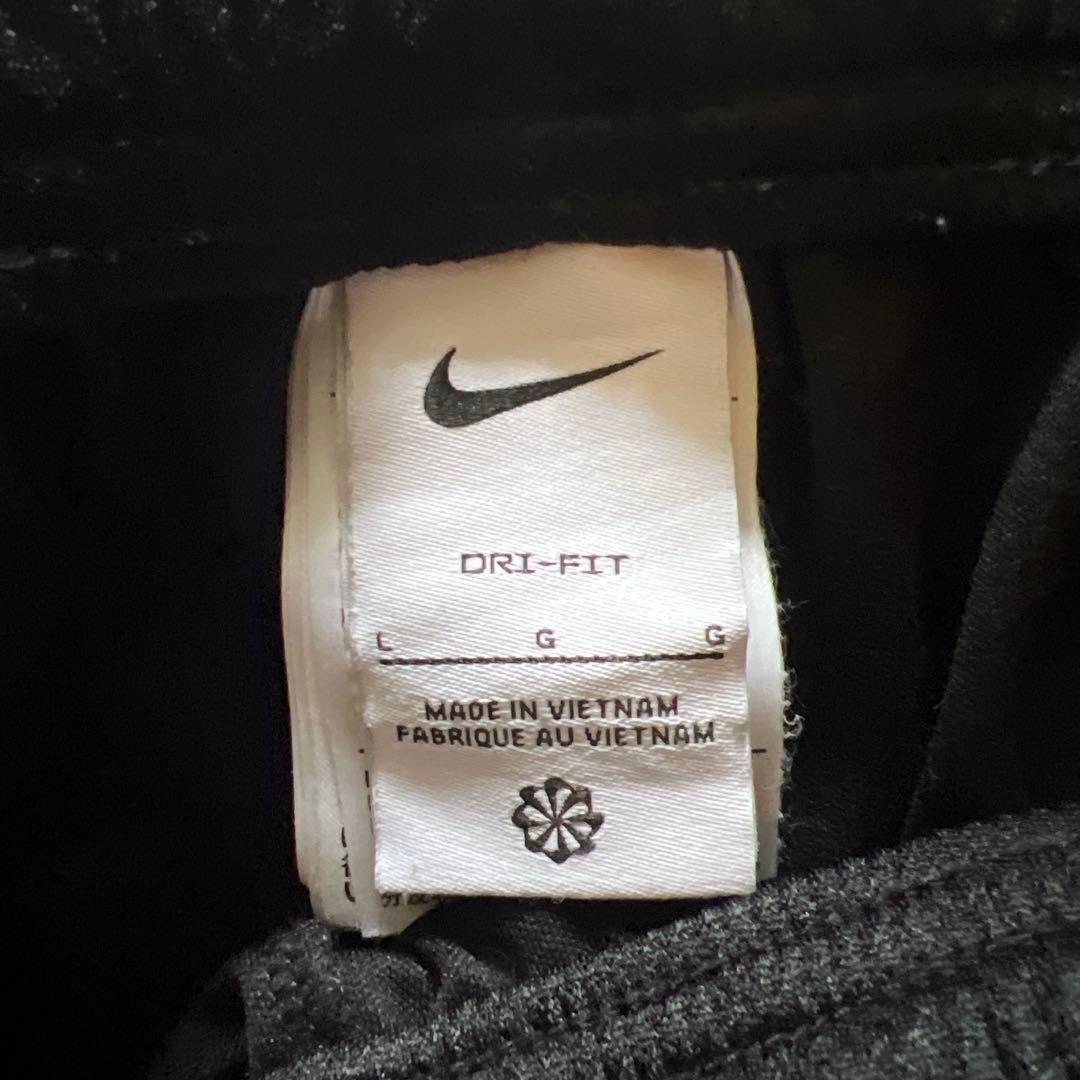 DRI-FIT
L G G
MADE IN VIETNAM
FABRIQUE AU VIETNAM